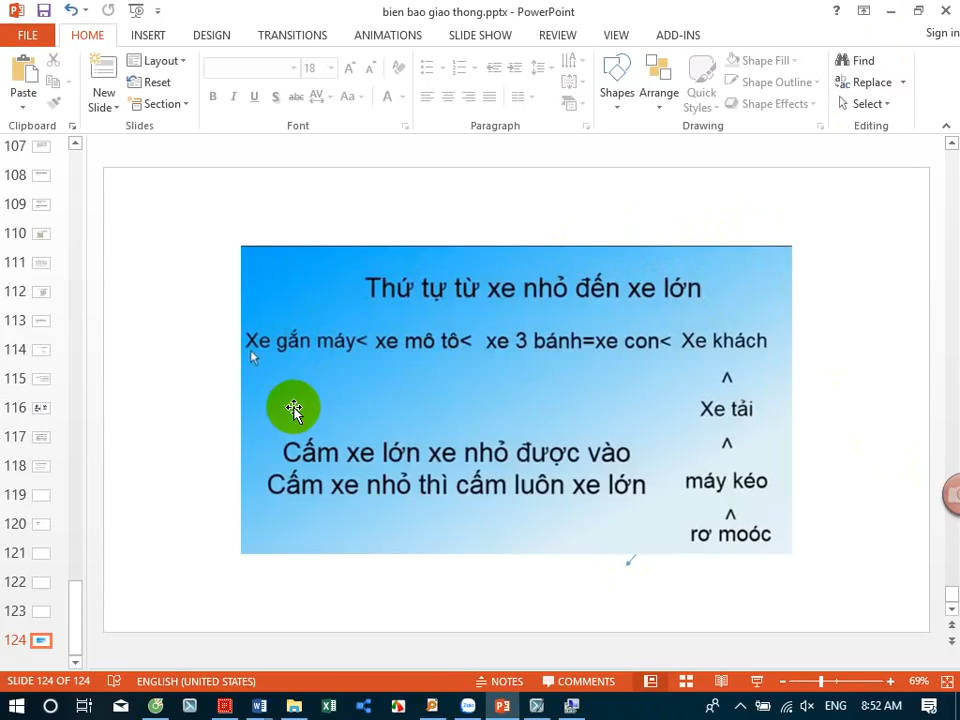 bien bao giao thong.pptx - PowerPoint
?
FILE HOME INSERT DESIGN TRANSITIONS ANIMATIONS SLIDE SHOW REVIEW VIEW ADD-INS Sign in
Paste
New Slide
Layout
Reset
Section
18
B I U S abc AV Aa A
Shapes
Arrange
Quick Styles
Shape Fill
Shape Outline
Shape Effects
Find
Replace
Select
Clipboard Slides Font Paragraph Drawing Editing
107
108
109
110
111
112
113
114
115
116
117
118
119
120
121
122
123
124
Thứ tự từ xe nhỏ đến xe lớn
Xe gắn máy< xe mô tô< xe 3 bánh=xe con< Xe khách
^
Xe tải
^
Cấm xe lớn xe nhỏ được vào
Cấm xe nhỏ thì cấm luôn xe lớn máy kéo
^
rơ moóc
SLIDE 124 OF 124 ENGLISH (UNITED STATES) NOTES COMMENTS 69%
ENG 8:52 AM